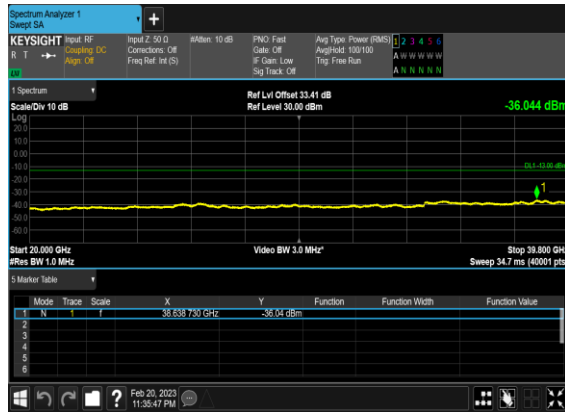 Spectrum Analyzer 1
Swept SA
+
KEYSIGHT Input: RF Input Z: 50 Ω #Atten: 10 dB PNO: Fast Avg Type: Power (RMS) 1 2 3 4 5 6
R T Coupling: DC Corrections: Off Gate: Off Avg|Hold: 100/100 A W W W W W
Align: Off Freq Ref: Int (S) IF Gain: Low Trig: Free Run A N N N N N
Sig Track: Off
LW
1 Spectrum Ref Lvl Offset 33.41 dB
Scale/Div 10 dB Ref Level 30.00 dBm -36.044 dBm
Log
20.0
10.0
0.00
-10.0 DL1 -13.00 dBm
-20.0
-30.0 1
-40.0
-50.0
-60.0
Start 20.000 GHz Video BW 3.0 MHz* Stop 39.800 GHz
#Res BW 1.0 MHz Sweep 34.7 ms (40001 pts)
5 Marker Table
Mode Trace Scale X Y Function Function Width Function Value
1 N 1 f 38.638 730 GHz -36.04 dBm
2
3
4
5
6
? Feb 20, 2023
11:35:47 PM